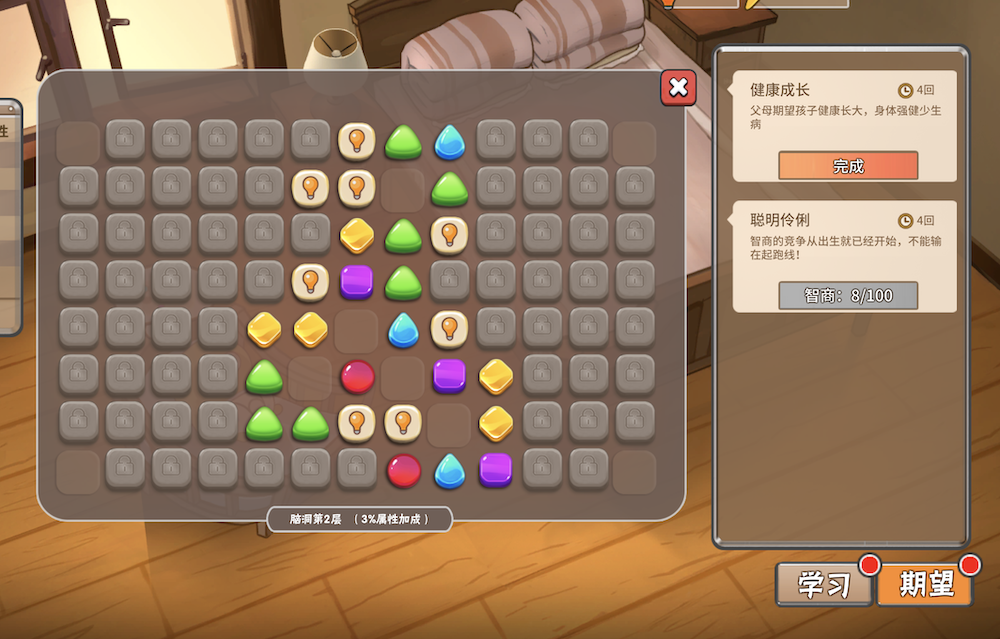 性
健康成长
4回
父母期望孩子健康长大，身体强健少生
病
完成
聪明伶俐
4回
智商的竞争从出生就已经开始，不能输
在起跑线！
智商：8/100
脑洞第2层 （3%属性加成）
学习
期望